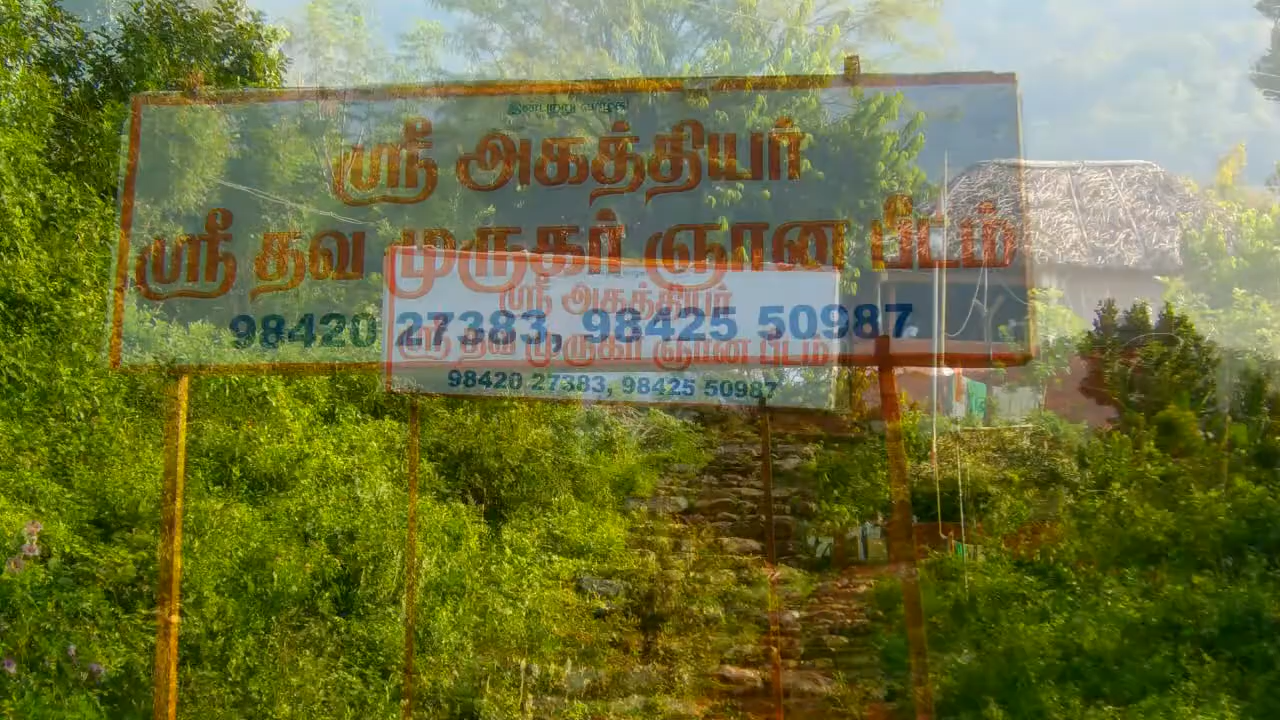 ஸ்ரீ அகத்தியர்
ஸ்ரீ தவ முருகர் ஞான பீடம்
98420 27383, 98425 50987
ஸ்ரீ அகத்தியர்
ஸ்ரீ தவ முருகர் ஞான பீடம்
98420 27383, 98425 50987